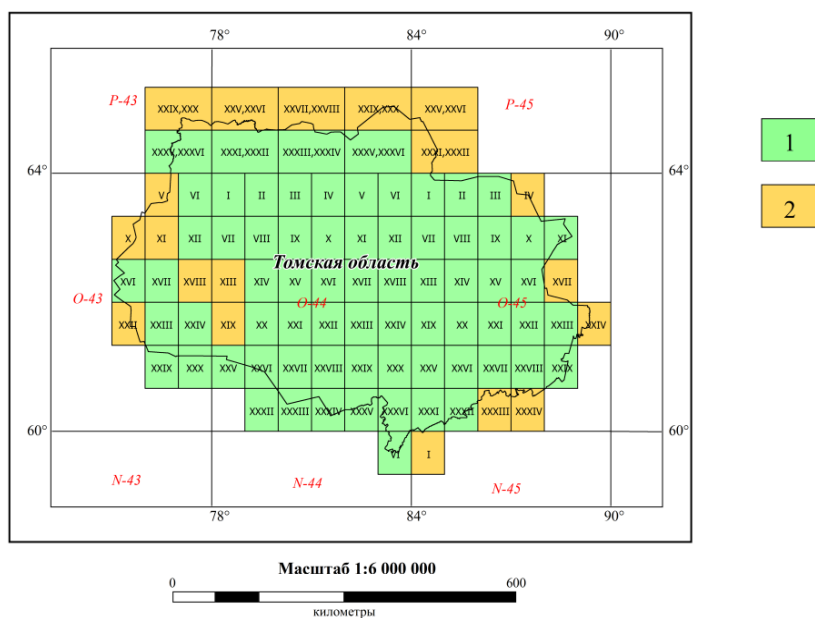 78° 84° 90°
P-43 XXIX,XXX XXV,XXVI XXVII,XXVIII XXIX,XXX XXV,XXVI P-45
1
XXXV,XXXVI XXXI,XXXII XXXIII,XXXIV XXXV,XXXVI XXXI,XXXII
64° 64°
V VI I II III IV V VI I II III IV
2
X XI XII VII VIII IX X XI XII VII VIII IX X XI
Томская область
XVI XVII XVIII XIII XIV XV XVI XVII XVIII XIII XIV XV XVI XVII
O-43 O-44 O-45
XXII XXIII XXIV XIX XX XXI XXII XXIII XXIV XIX XX XXI XXII XXIII XXIV
XXIX XXX XXV XXVI XXVII XXVIII XXIX XXX XXV XXVI XXVII XXVIII XXIX
XXXII XXXIII XXXIV XXXV XXXVI XXXI XXXII XXXIII XXXIV
60° 60°
VI I
N-43 N-44 N-45
78° 84° 90°
Масштаб 1:6 000 000
0 600
километры